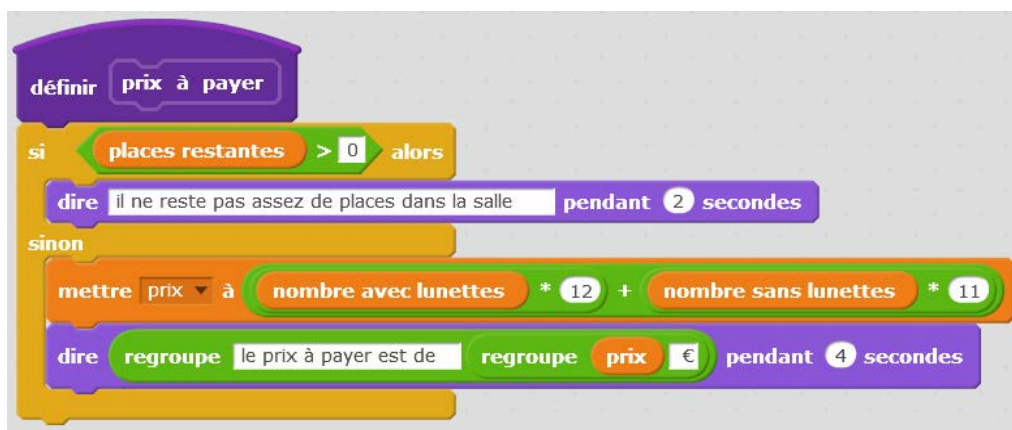 définir prix à payer
si places restantes > 0 alors
dire il ne reste pas assez de places dans la salle pendant 2 secondes
sinon
mettre prix à nombre avec lunettes * 12 + nombre sans lunettes * 11
dire regroupe le prix à payer est de regroupe prix € pendant 4 secondes